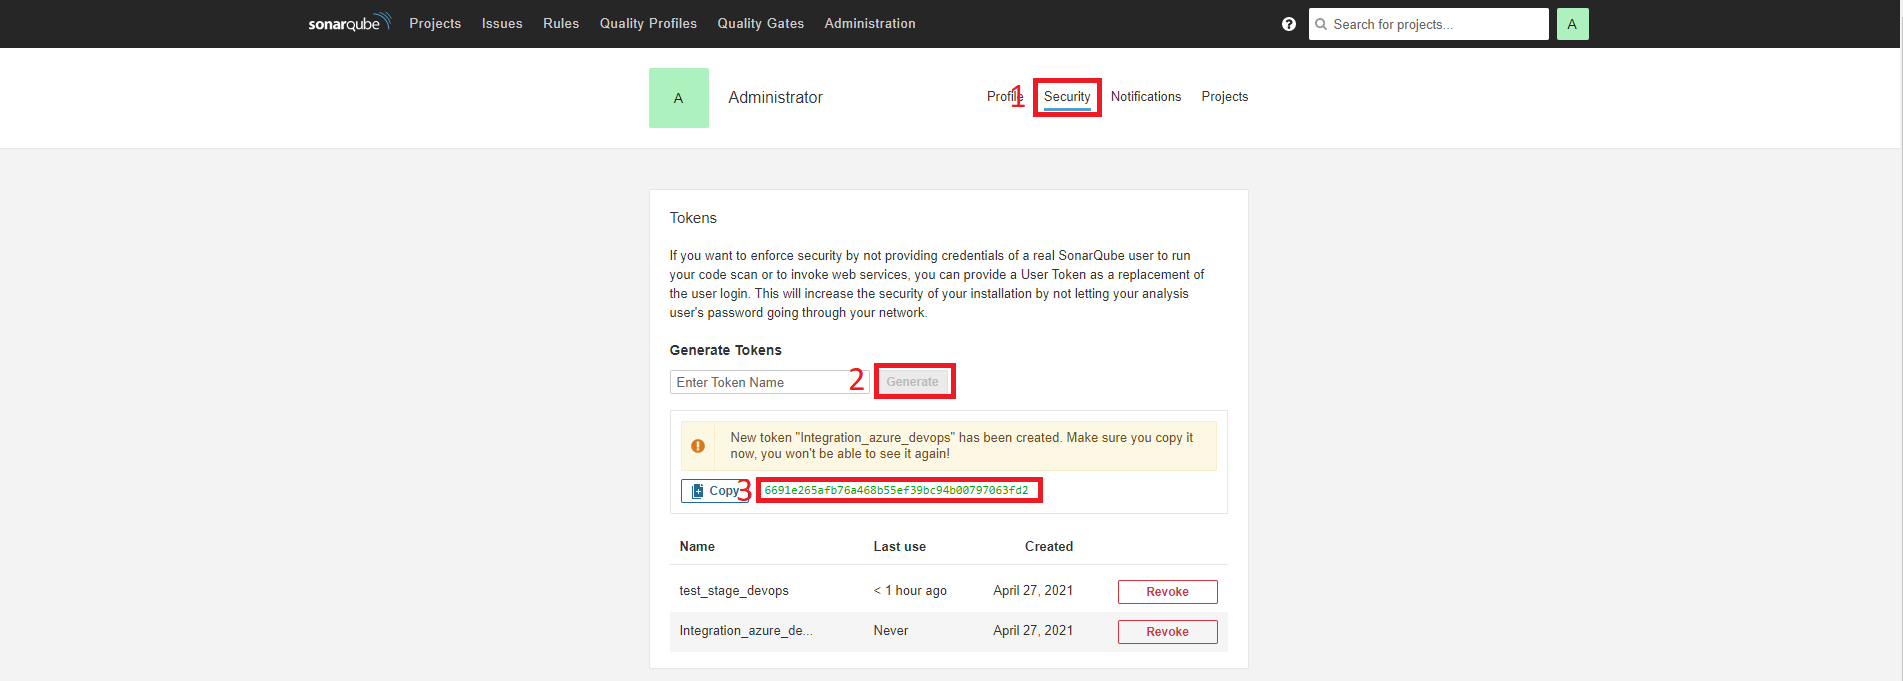 sonarqube Projects Issues Rules Quality Profiles Quality Gates Administration ? Search for projects... A
A Administrator Profile 1 Security Notifications Projects
Tokens
If you want to enforce security by not providing credentials of a real SonarQube user to run
your code scan or to invoke web services, you can provide a User Token as a replacement of
the user login. This will increase the security of your installation by not letting your analysis
user's password going through your network.
Generate Tokens
Enter Token Name 2 Generate
New token "Integration_azure_devops" has been created. Make sure you copy it
now, you won't be able to see it again!
Copy 3 6691e265afb76a468b55ef39bc94b00797063fd2
Name Last use Created
test_stage_devops < 1 hour ago April 27, 2021 Revoke
Integration_azure_de... Never April 27, 2021 Revoke